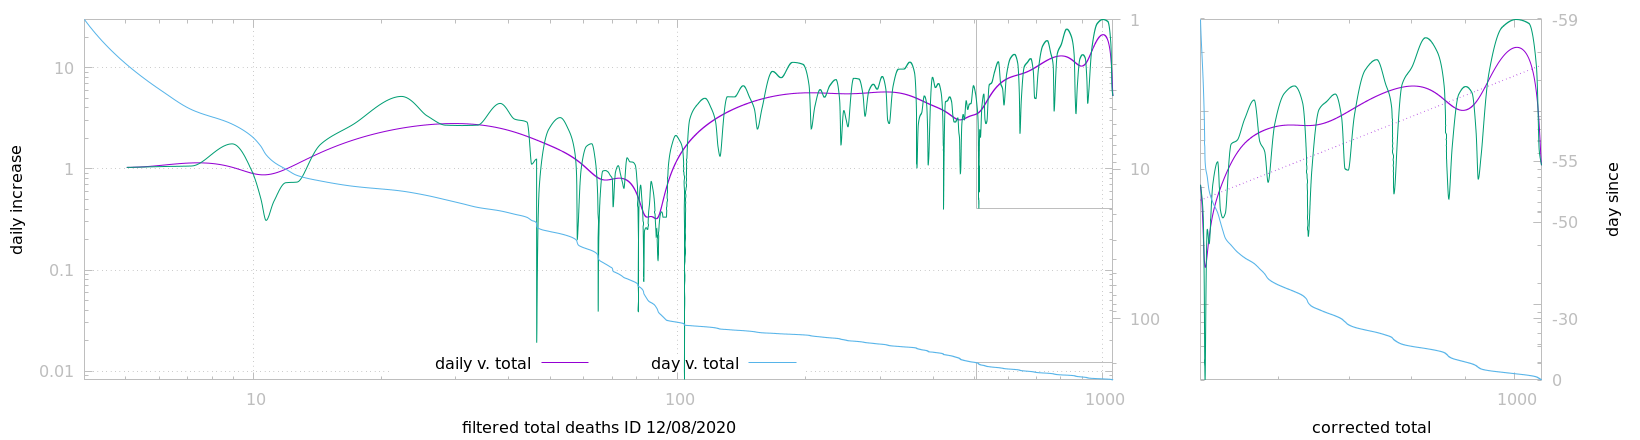 1
-59
10
daily increase
1
10
-55
-50
day since
0.1
100
-30
daily v. total
day v. total
0.01
0
10
100
1000
1000
filtered total deaths ID 12/08/2020
corrected total